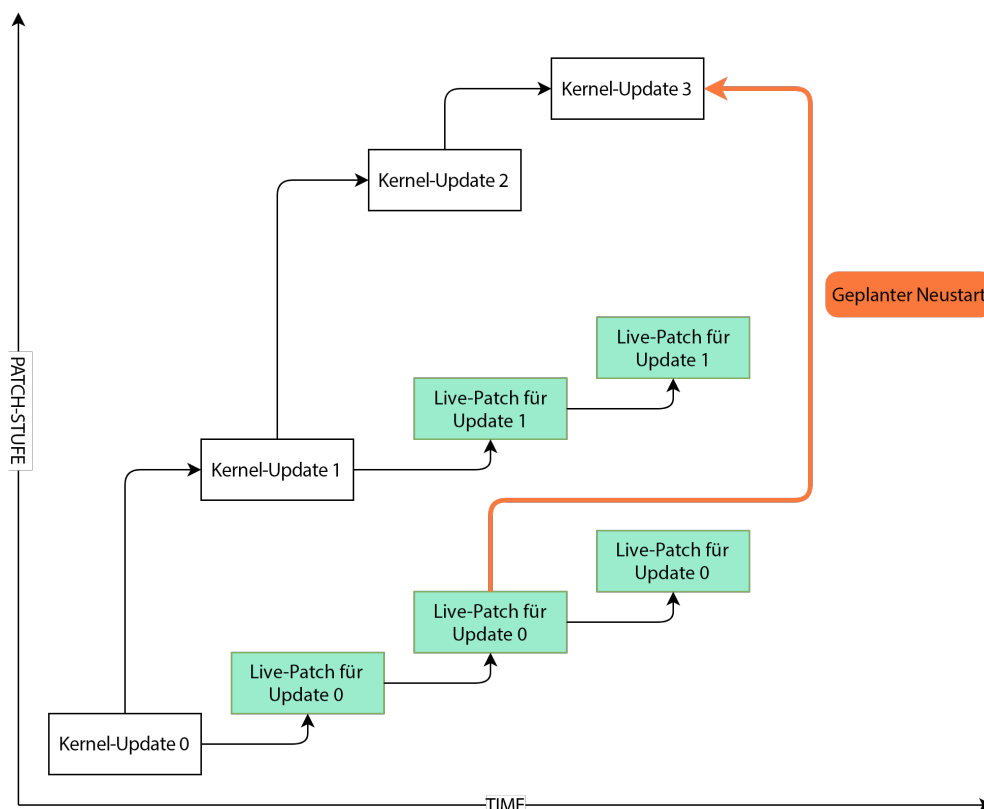 Kernel-Update 3
Kernel-Update 2
Geplanter Neustart
Live-Patch für
Update 1
Live-Patch für
Update 1
PATCH-STUFE
Kernel-Update 1
Live-Patch für
Update 0
Live-Patch für
Update 0
Live-Patch für
Update 0
Kernel-Update 0
TIME